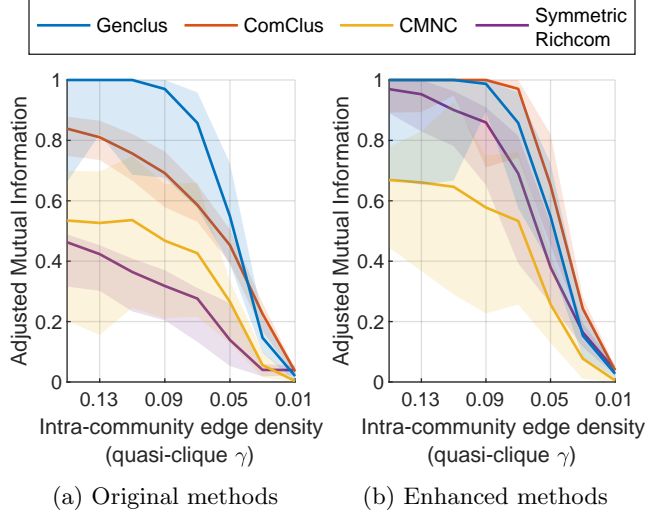 Genclus
ComClus
CMNC
Symmetric
Richcom
Adjusted Mutual Information
1
0.8
0.6
0.4
0.2
0
0.13
0.09
0.05
0.01
Intra-community edge density
(quasi-clique γ)
(a) Original methods
Adjusted Mutual Information
1
0.8
0.6
0.4
0.2
0
0.13
0.09
0.05
0.01
Intra-community edge density
(quasi-clique γ)
(b) Enhanced methods